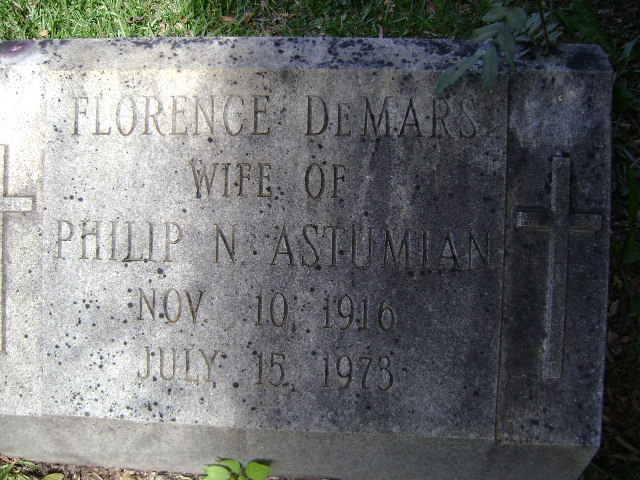 FLORENCE DEMARS
WIFE OF
PHILIP N. ASTUMIAN
NOV. 10, 1916
JULY 15, 1973